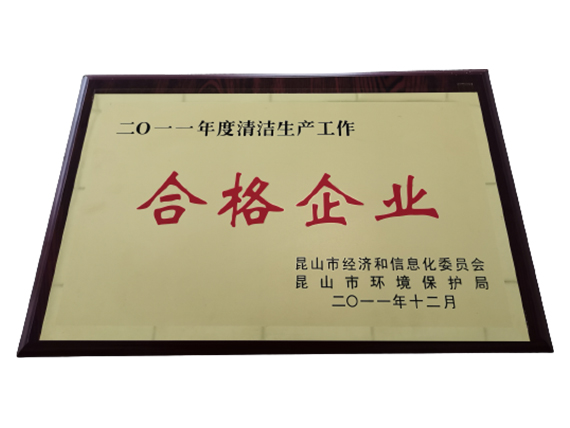 二〇一一年度清洁生产工作
合格企业
昆山市经济和信息化委员会
昆山市环境保护局
二〇一一年十二月